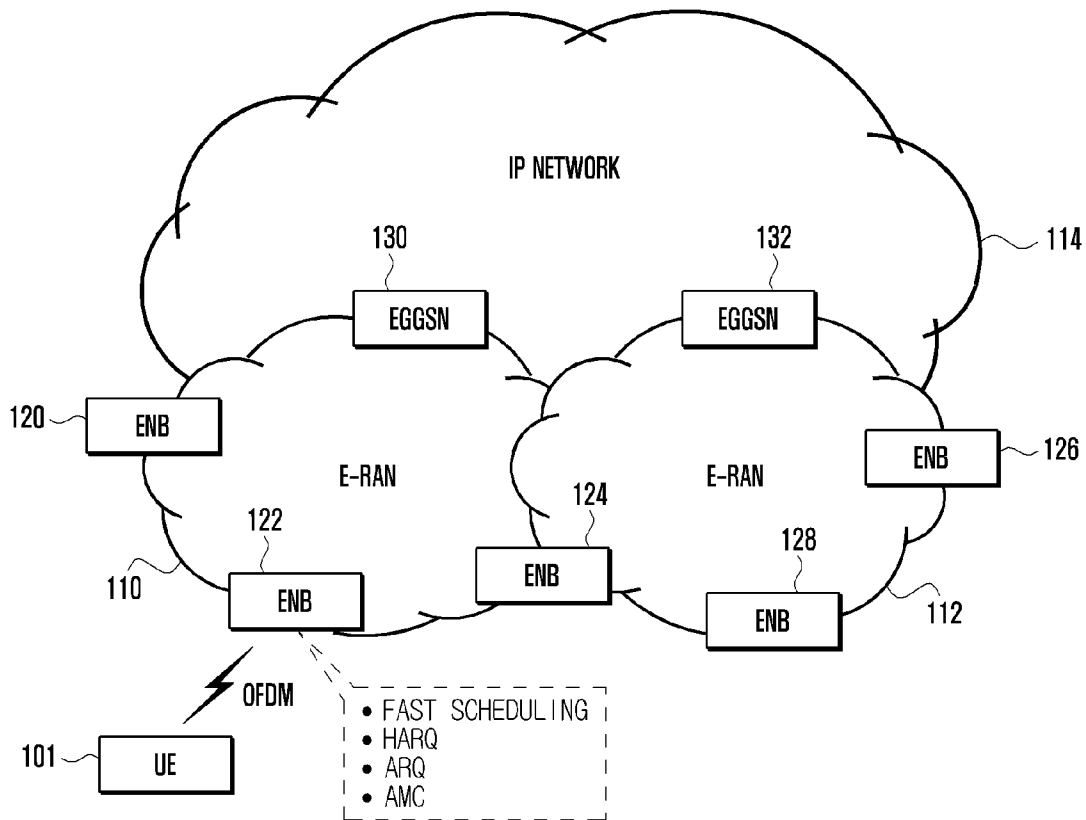 IP NETWORK
130
132
114
EGGSN
EGGSN
120
ENB
126
ENB
E-RAN
E-RAN
124
122
128
110
ENB
ENB
ENB
112
OFDM
101
UE
• FAST SCHEDULING
• HARQ
• ARQ
• AMC